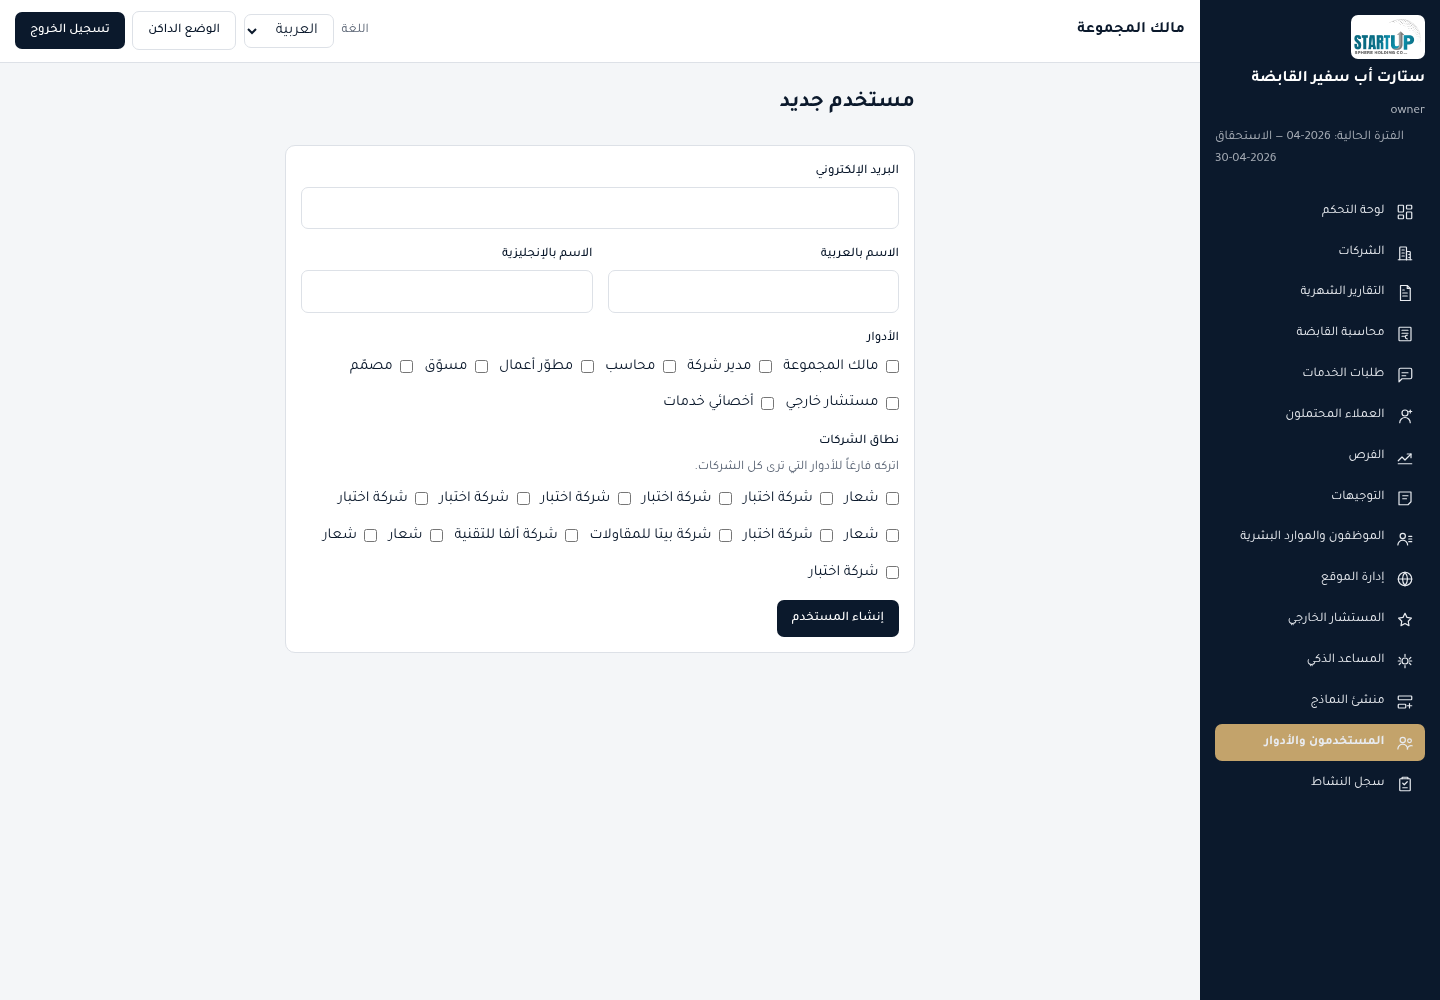 STARTUP
SPHERE HOLDING CO...
ستارت أب سفير القابضة
owner
الفترة الحالية: 2026-04 – الاستحقاق
30-04-2026
لوحة التحكم
الشركات
التقارير الشهرية
محاسبة القابضة
طلبات الخدمات
العملاء المحتملون
الفرص
التوجيهات
الموظفون والموارد البشرية
إدارة الموقع
المستشار الخارجي
المساعد الذكي
منشئ النماذج
المستخدمون والأدوار
سجل النشاط
مالك المجموعة
اللغة العربية الوضع الداكن تسجيل الخروج
مستخدم جديد
البريد الإلكتروني
الاسم بالعربية الاسم بالإنجليزية
الأدوار
مالك المجموعة مدير شركة محاسب مطوّر أعمال مسوّق مصمّم
مستشار خارجي أخصائي خدمات
نطاق الشركات
اتركه فارغاً للأدوار التي ترى كل الشركات.
شعار شركة اختبار شركة اختبار شركة اختبار شركة اختبار شركة اختبار
شعار شركة اختبار شركة بيتا للمقاولات شركة ألفا للتقنية شعار شعار
شركة اختبار
إنشاء المستخدم